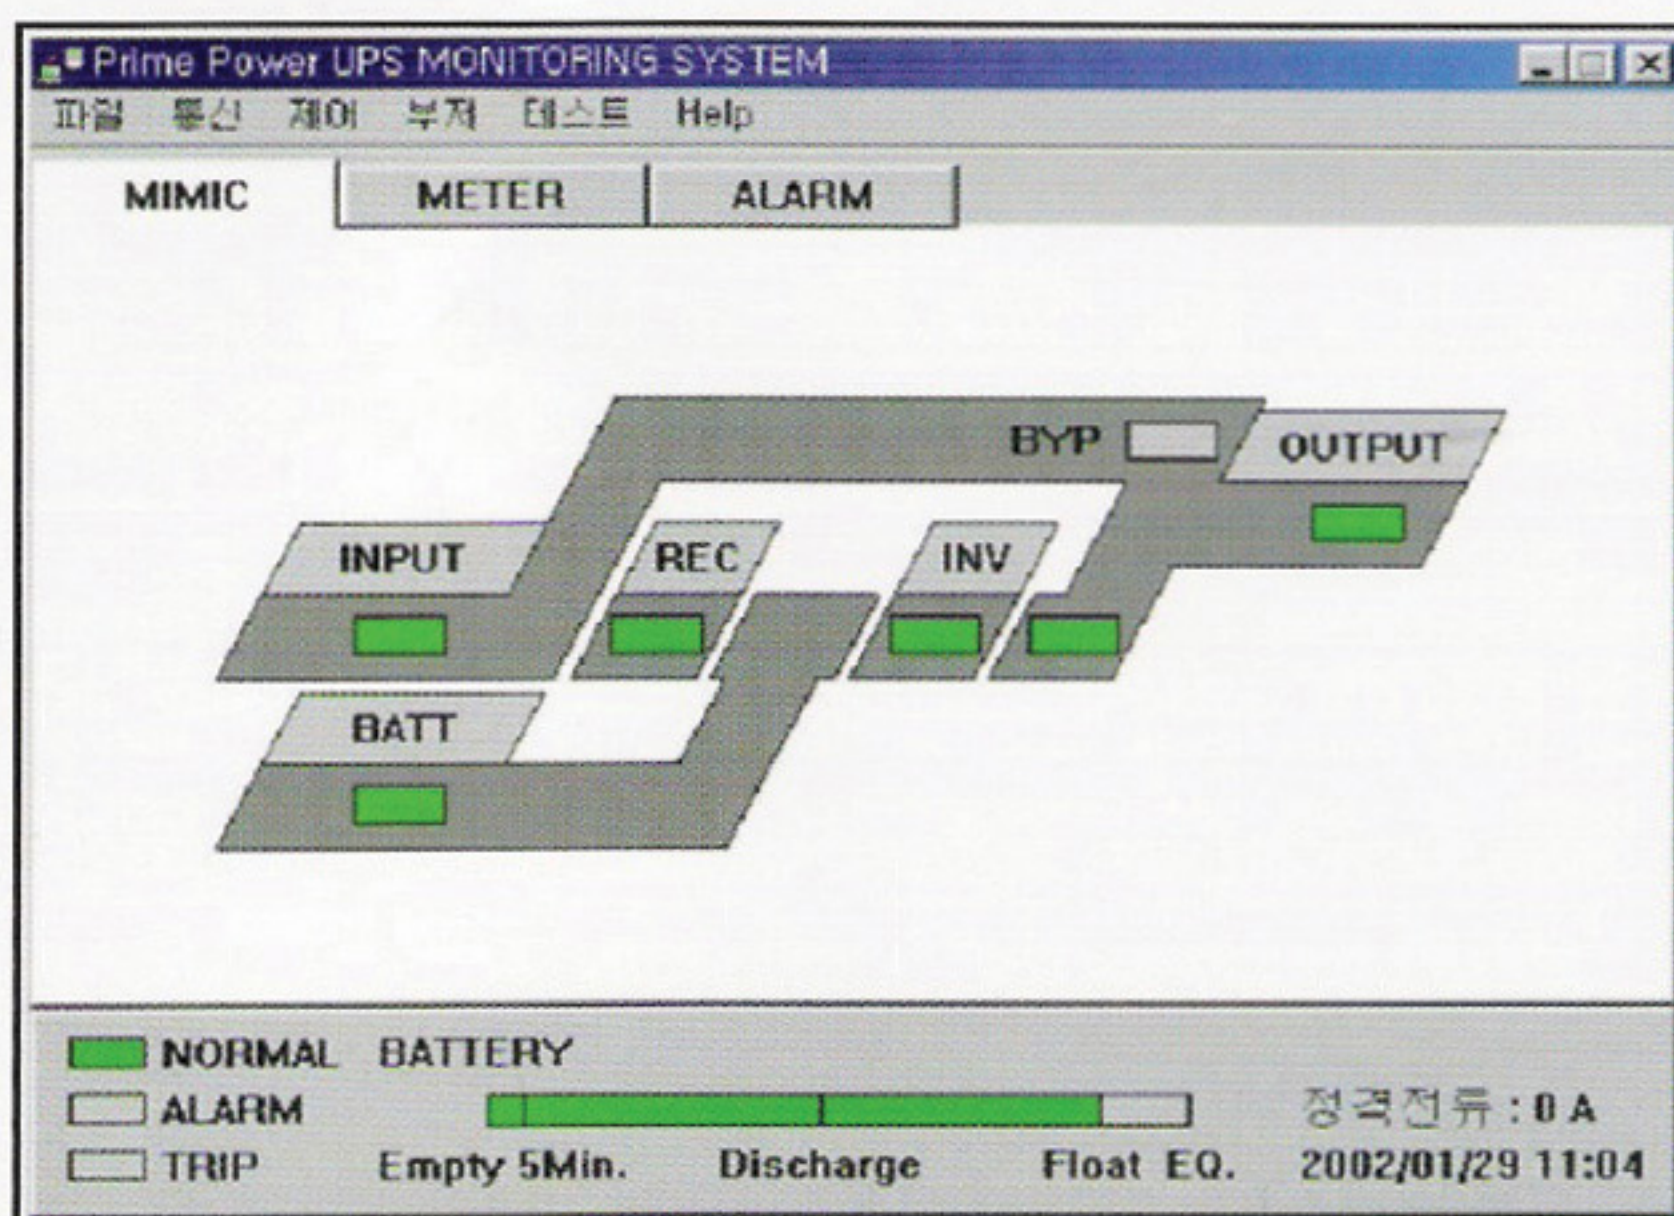 Prime Power UPS MONITORING SYSTEM
파일 통신 제어 부저 테스트 Help
MIMIC METER ALARM
BYP OUTPUT
INPUT REC INV
BATT
NORMAL BATTERY
ALARM 정격전류 : 0 A
TRIP Empty 5Min. Discharge Float EQ. 2002/01/29 11:04